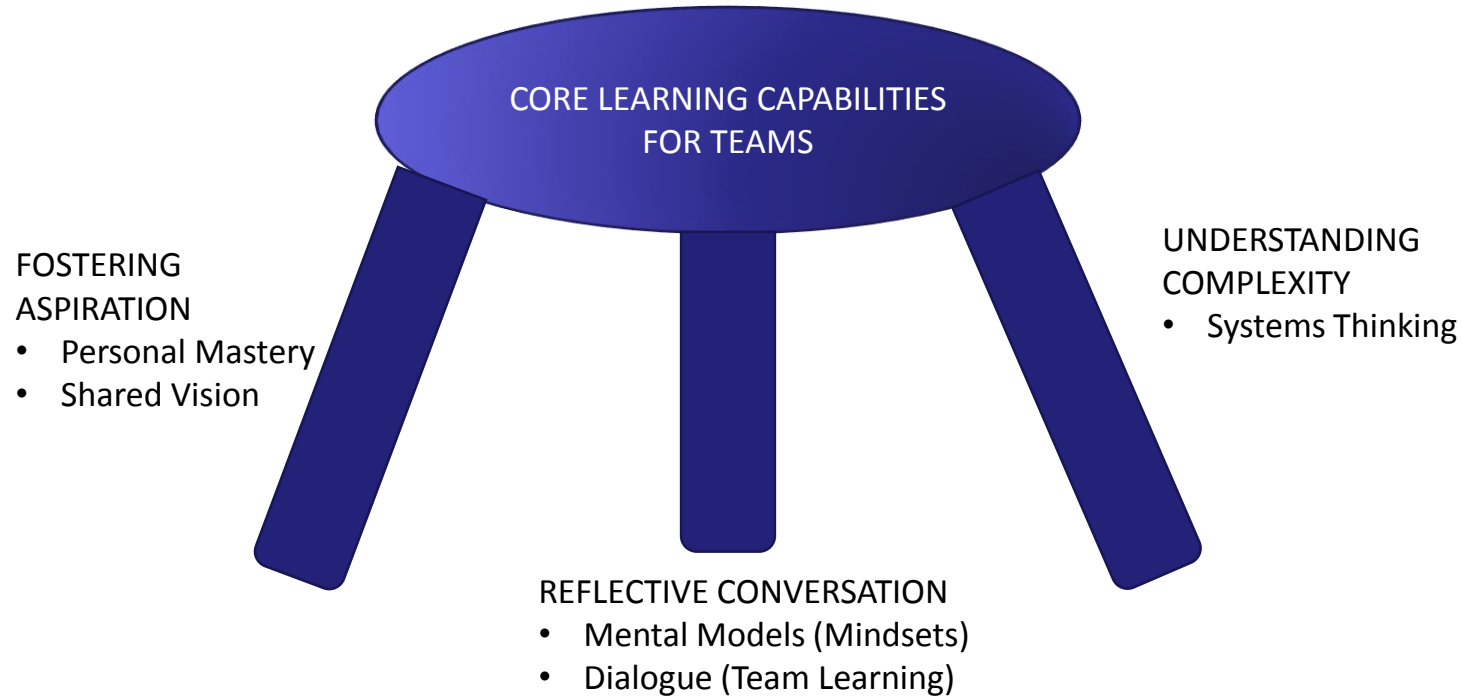 CORE LEARNING CAPABILITIES
FOR TEAMS
FOSTERING
ASPIRATION
• Personal Mastery
• Shared Vision
UNDERSTANDING
COMPLEXITY
• Systems Thinking
REFLECTIVE CONVERSATION
• Mental Models (Mindsets)
• Dialogue (Team Learning)